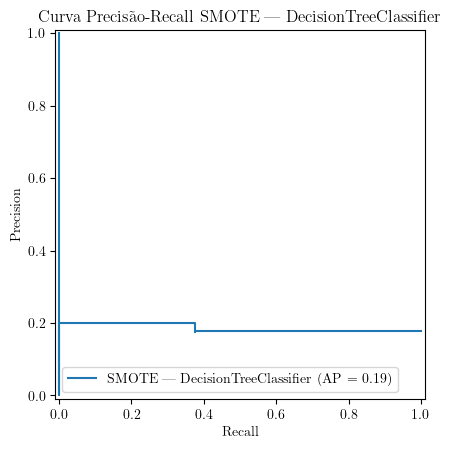 Curva Precisão-Recall SMOTE — DecisionTreeClassifier
1.0
0.8
0.6
0.4
0.2
0.0
Precision
SMOTE — DecisionTreeClassifier (AP = 0.19)
0.0 0.2 0.4 0.6 0.8 1.0
Recall